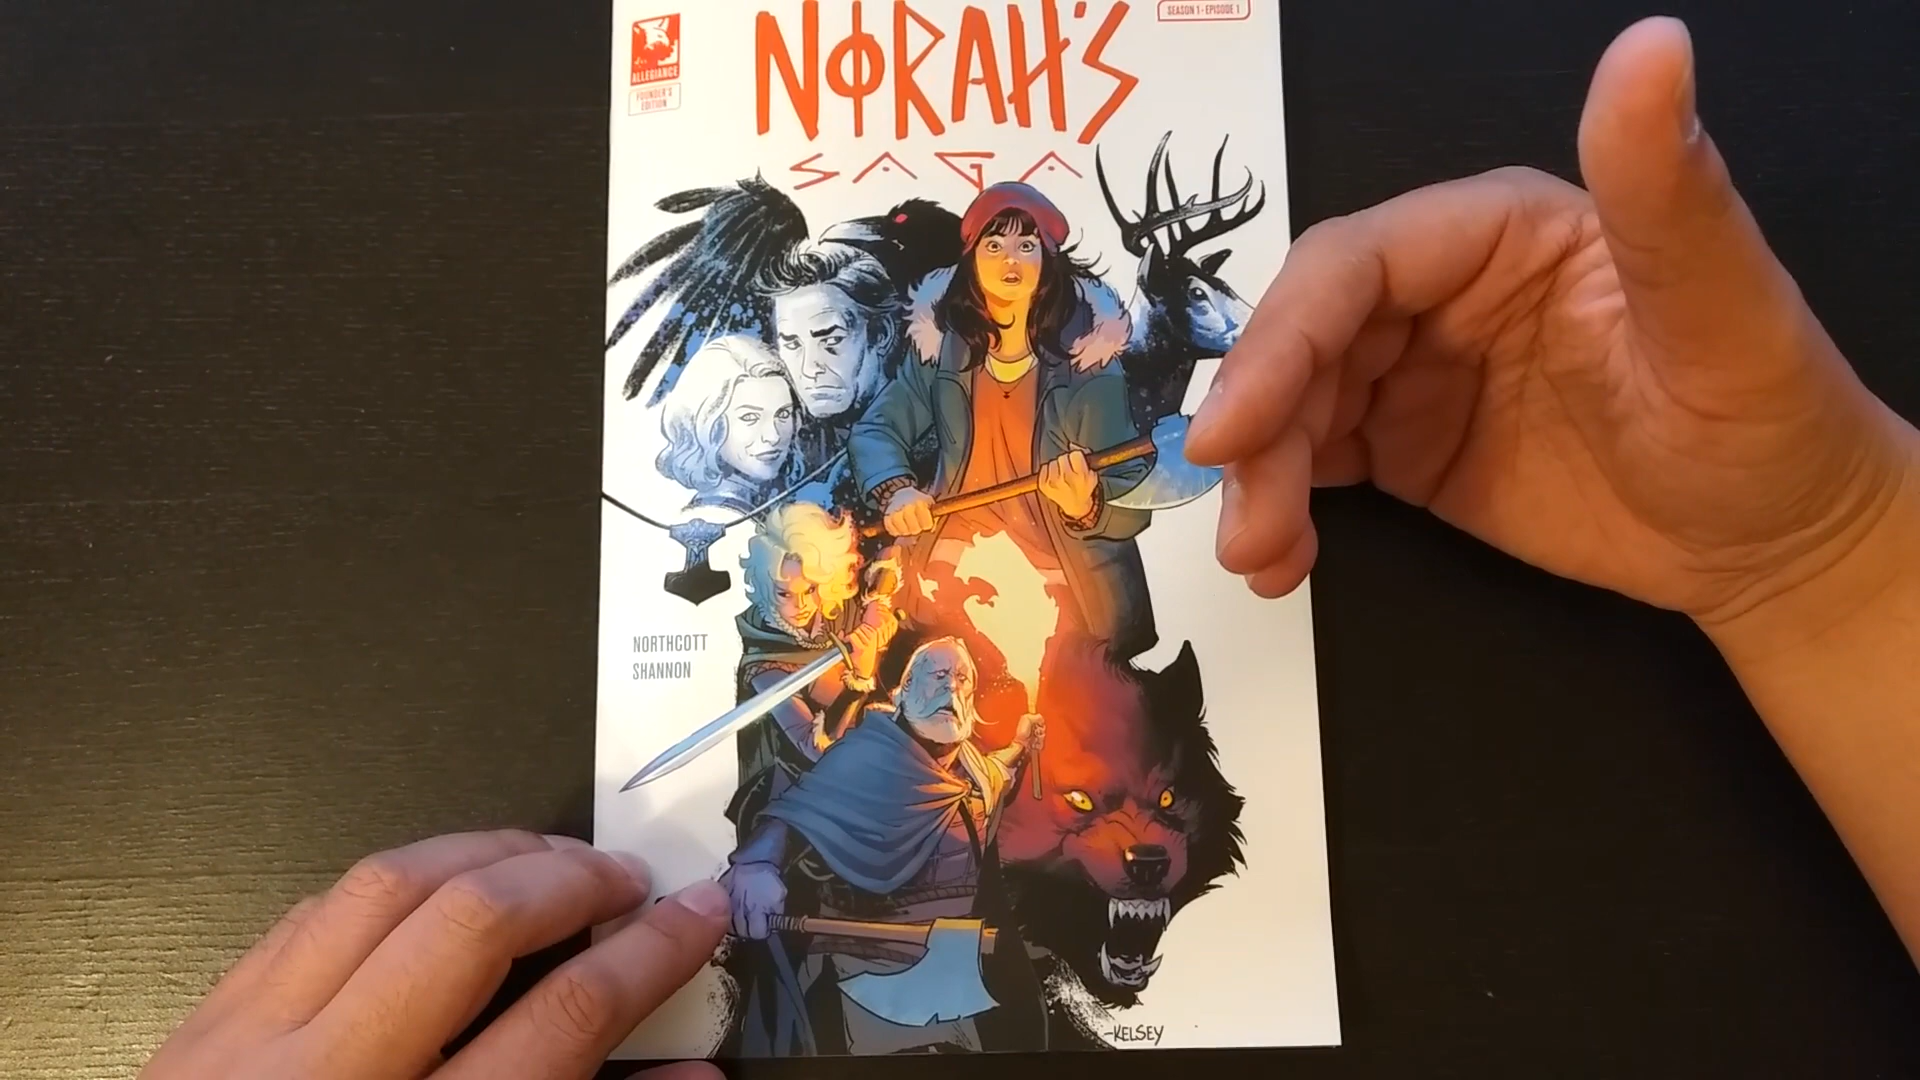 NORAH'S
SAGA
SEASON 1 - EPISODE 1
ALLEGIANCE
FOUNDER'S
EDITION
NORTHCOTT
SHANNON
-KELSEY